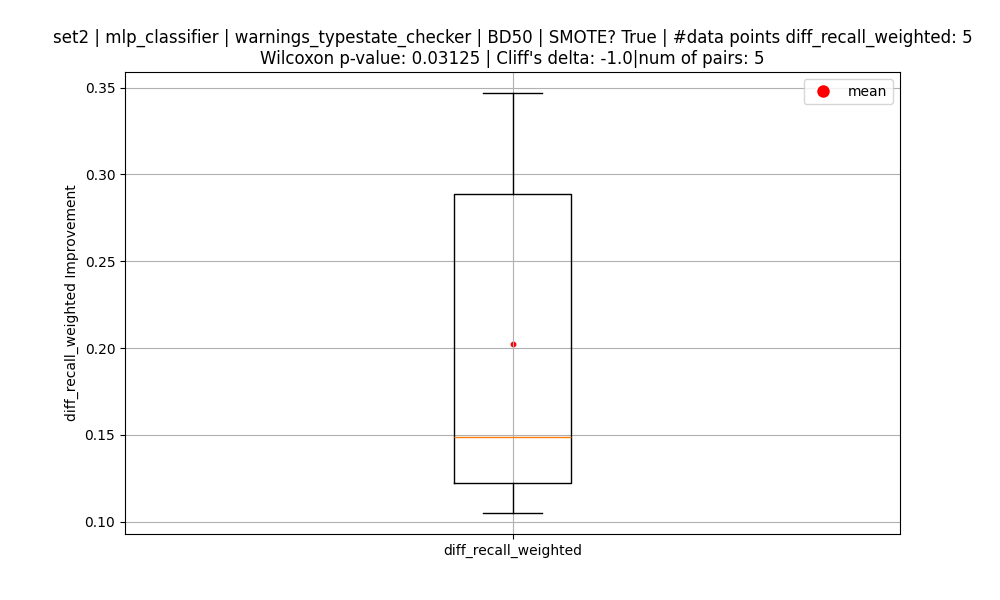 set2 | mlp_classifier | warnings_typestate_checker | BD50 | SMOTE? True | #data points diff_recall_weighted: 5
Wilcoxon p-value: 0.03125 | Cliff's delta: -1.0|num of pairs: 5
mean
0.35
0.30
0.25
0.20
0.15
0.10
diff_recall_weighted Improvement
diff_recall_weighted